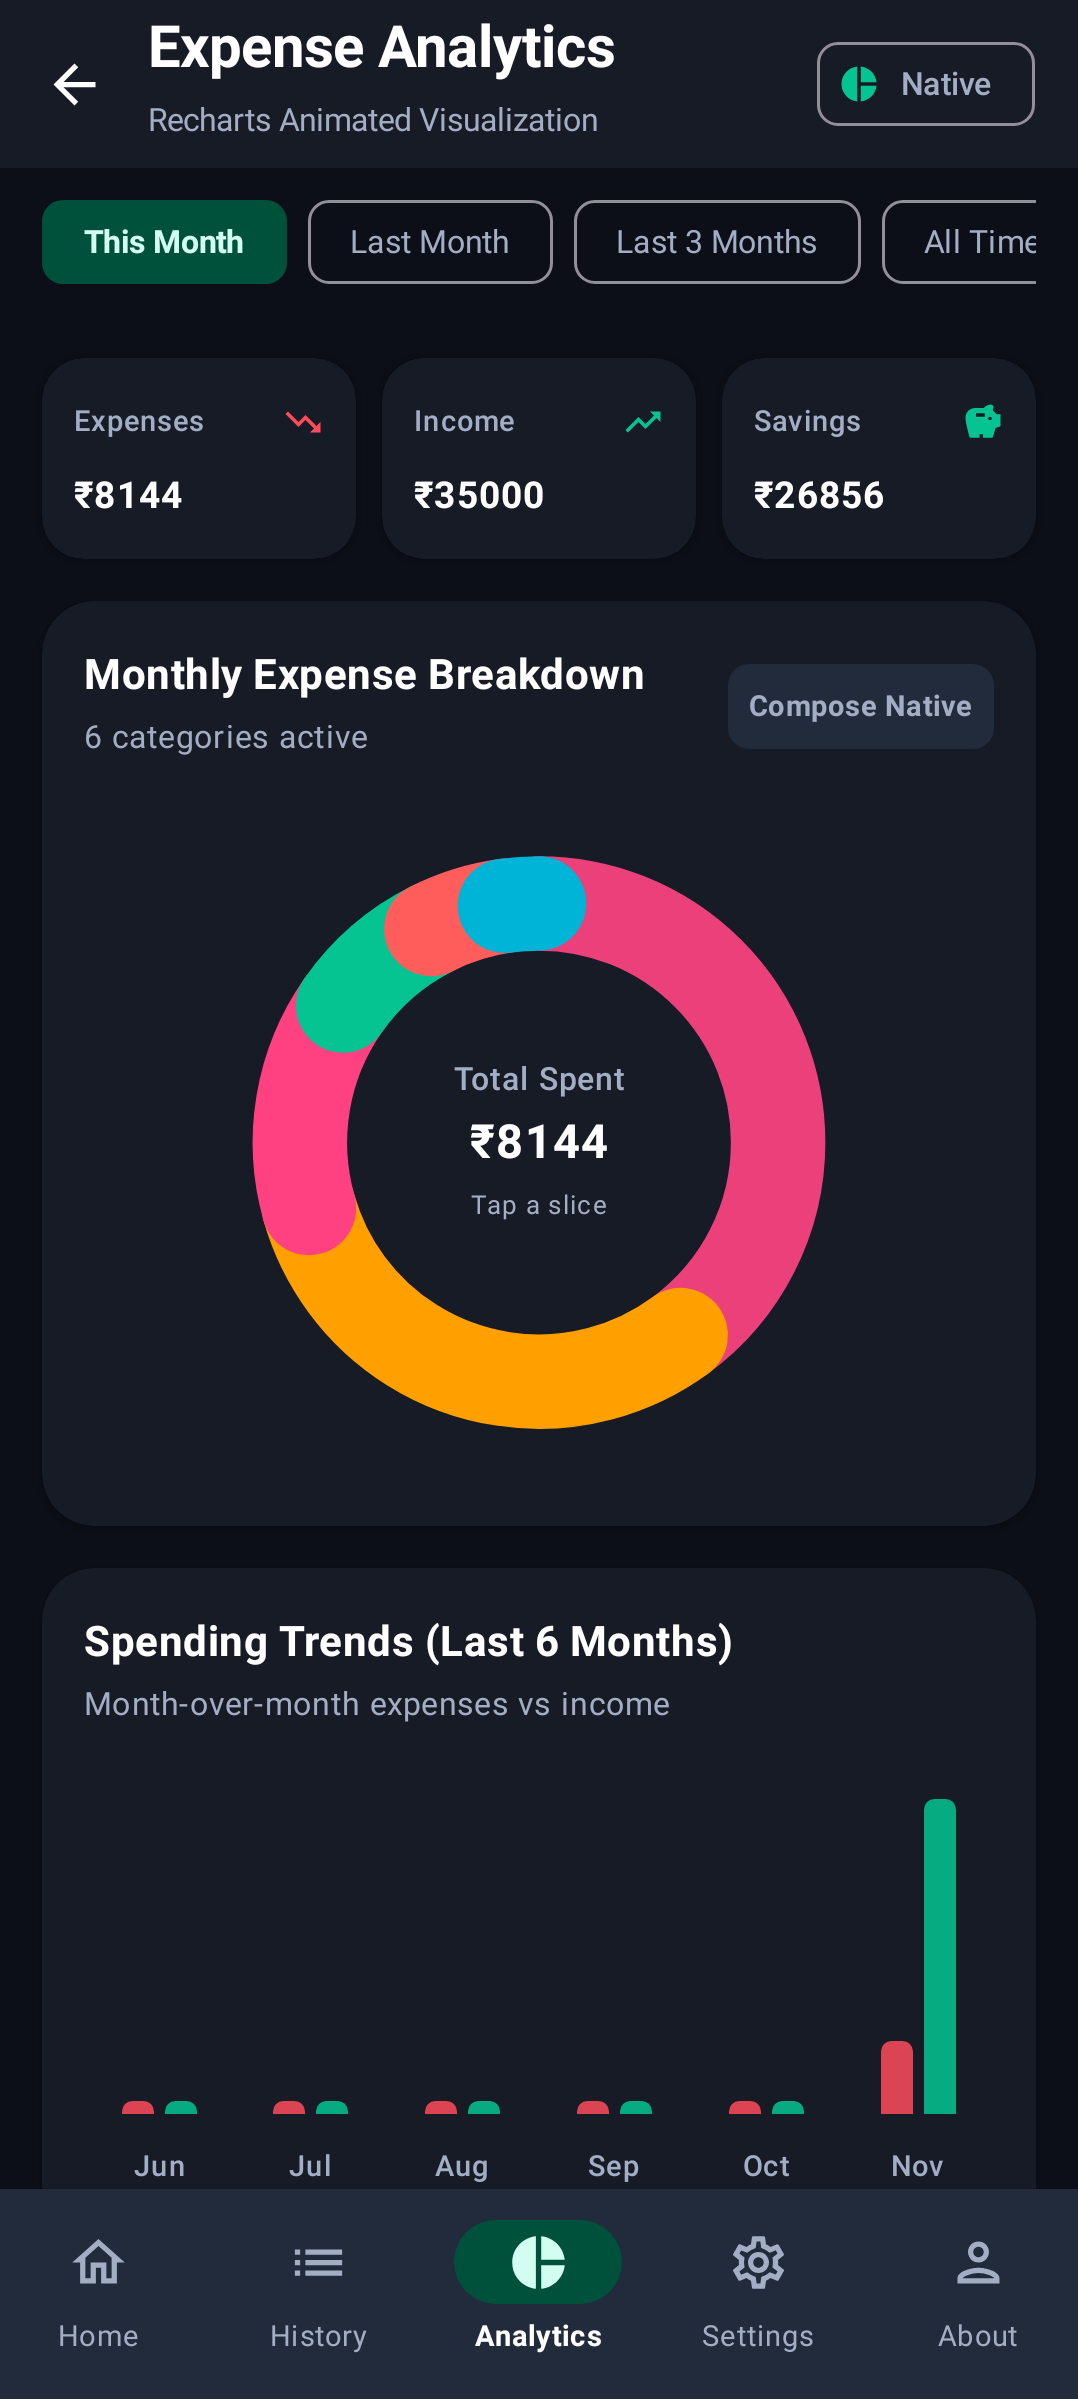 Expense Analytics
Recharts Animated Visualization
Native
This Month
Last Month
Last 3 Months
All Time
Expenses
₹8144
Income
₹35000
Savings
₹26856
Monthly Expense Breakdown
6 categories active
Compose Native
Total Spent
₹8144
Tap a slice
Spending Trends (Last 6 Months)
Month-over-month expenses vs income
Jun Jul Aug Sep Oct Nov
Home History Analytics Settings About